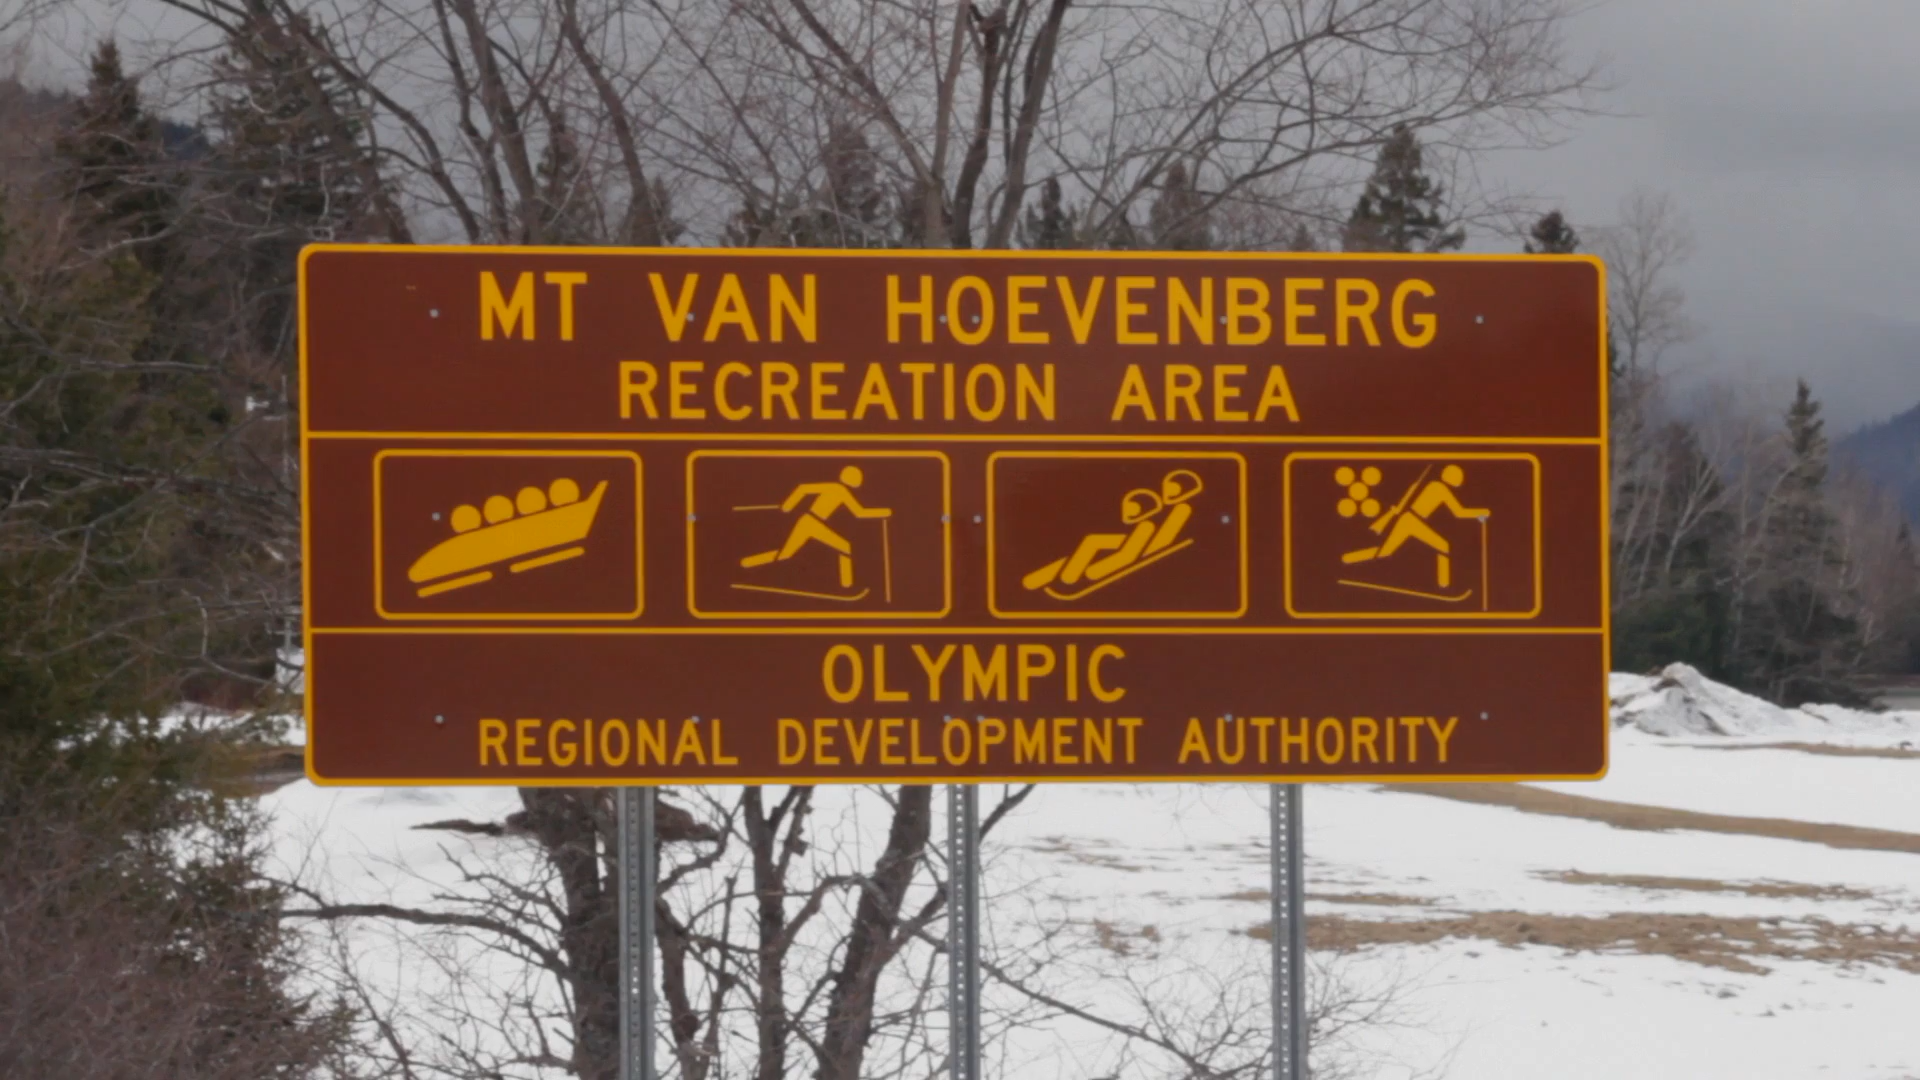 MT VAN HOEVENBERG
RECREATION AREA
OLYMPIC
REGIONAL DEVELOPMENT AUTHORITY